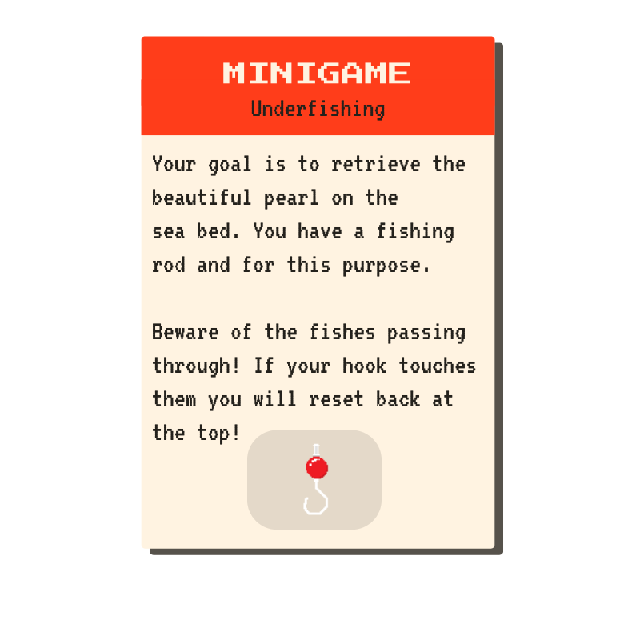 MINIGAME
Underfishing
Your goal is to retrieve the
beautiful pearl on the
sea bed. You have a fishing
rod and for this purpose.
Beware of the fishes passing
through! If your hook touches
them you will reset back at
the top!